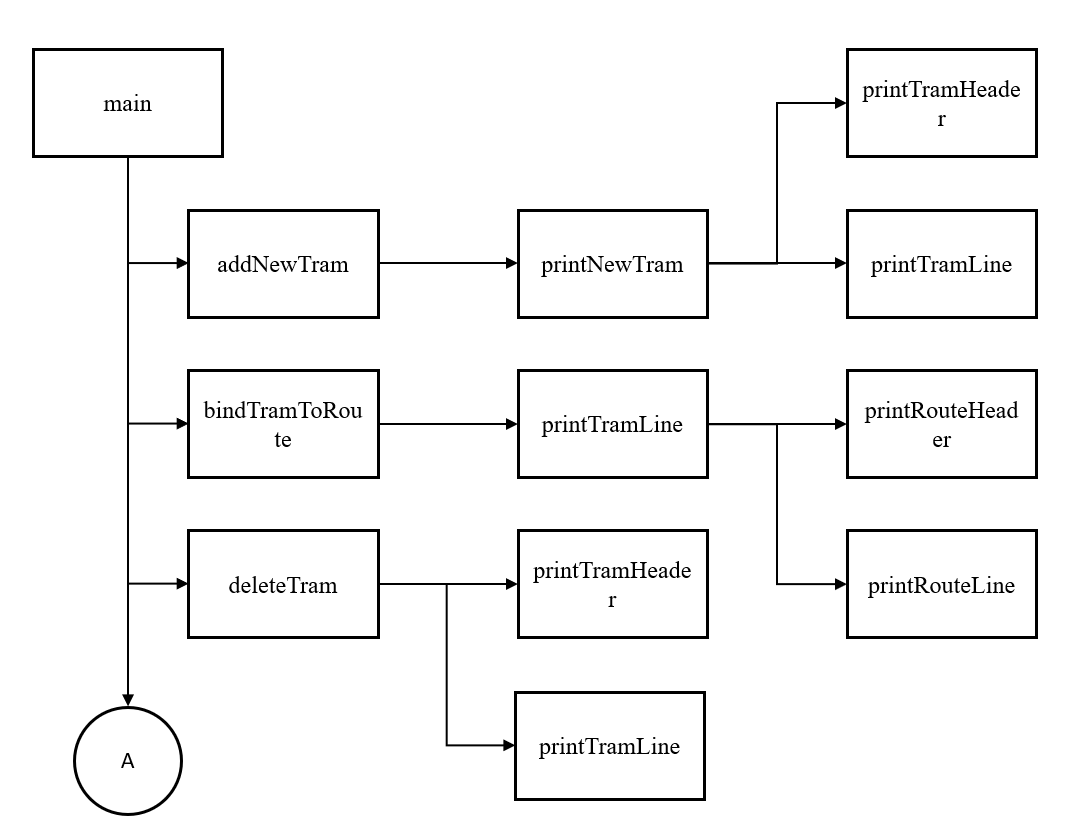 main
printTramHeade
r
addNewTram
printNewTram
printTramLine
bindTramToRou
te
printTramLine
printRouteHead
er
deleteTram
printTramHeade
r
printRouteLine
printTramLine
A